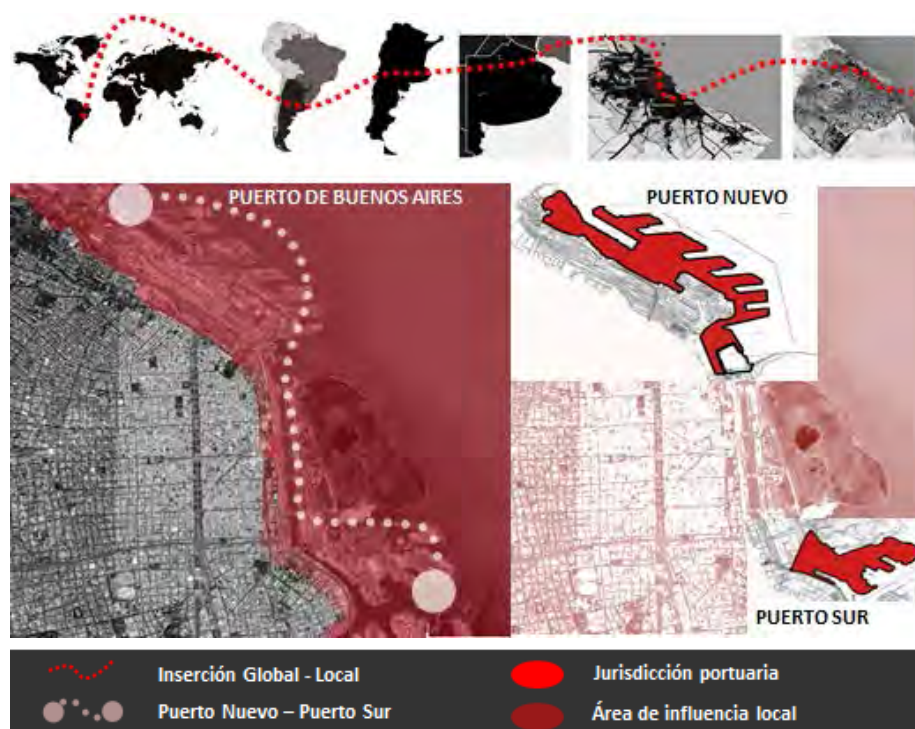 PUERTO DE BUENOS AIRES
PUERTO NUEVO
PUERTO SUR
Inserción Global - Local
Jurisdicción portuaria
Puerto Nuevo – Puerto Sur
Área de influencia local